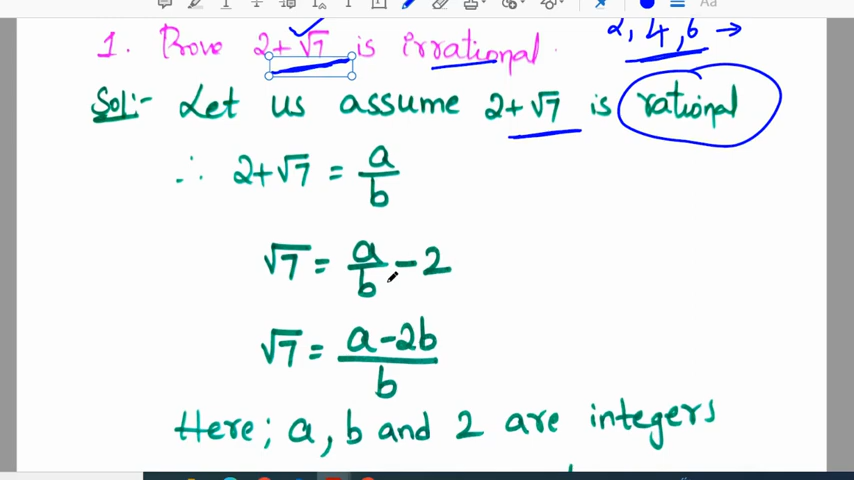 1. Prove 2+√7 is irrational.
2, 4, 6 →
Sol:- Let us assume 2+√7 is rational
∴ 2+√7 = a/b
√7 = a/b - 2
√7 = (a-2b)/b
Here; a, b and 2 are integers